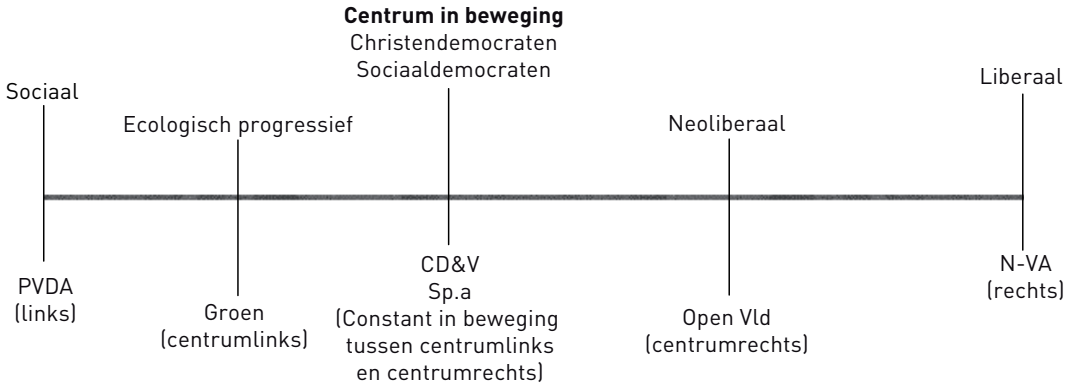 Centrum in beweging
Christendemocraten
Sociaaldemocraten
Sociaal
Ecologisch progressief
Neoliberaal
Liberaal
PVDA
(links)
Groen
(centrumlinks)
CD&V
Sp.a
(Constant in beweging
tussen centrumlinks
en centrumrechts)
Open Vld
(centrumrechts)
N-VA
(rechts)